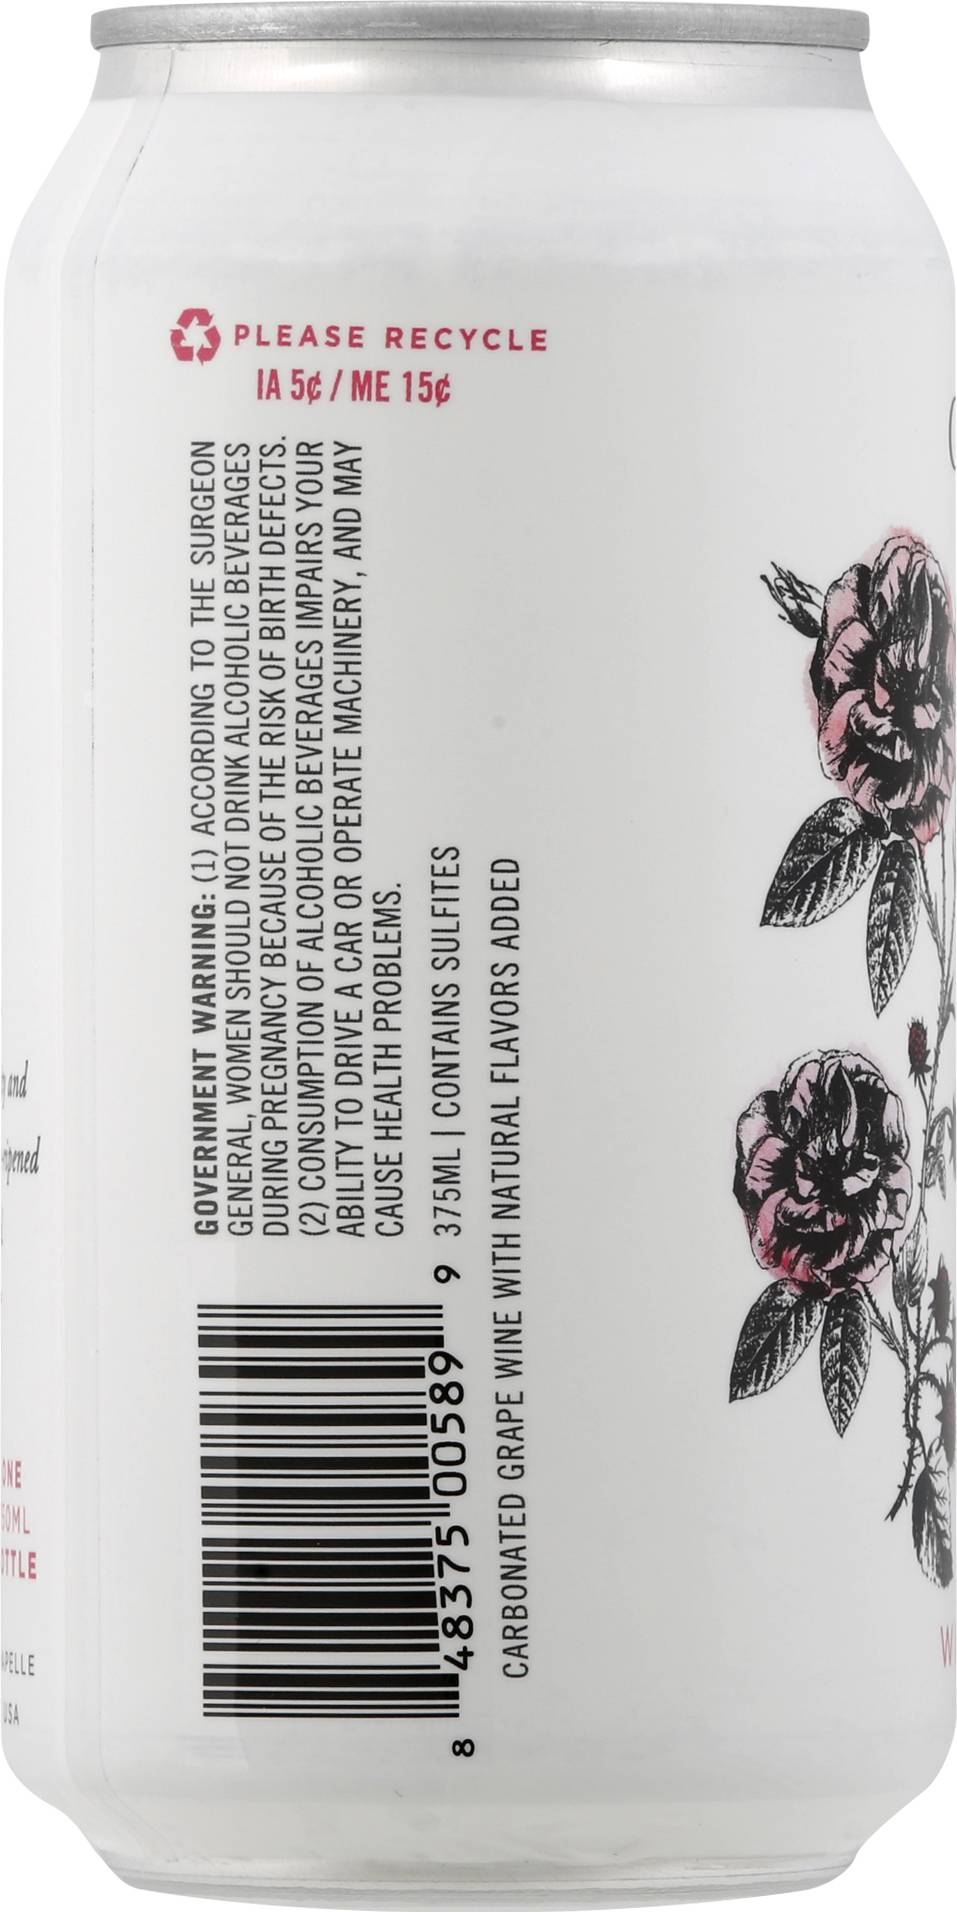 PLEASE RECYCLE
IA 5¢ / ME 15¢
GOVERNMENT WARNING: (1) ACCORDING TO THE SURGEON
GENERAL, WOMEN SHOULD NOT DRINK ALCOHOLIC BEVERAGES
DURING PREGNANCY BECAUSE OF THE RISK OF BIRTH DEFECTS.
(2) CONSUMPTION OF ALCOHOLIC BEVERAGES IMPAIRS YOUR
ABILITY TO DRIVE A CAR OR OPERATE MACHINERY, AND MAY
CAUSE HEALTH PROBLEMS.
375ML | CONTAINS SULFITES
CARBONATED GRAPE WINE WITH NATURAL FLAVORS ADDED
8 48375 00589 9
and
USA